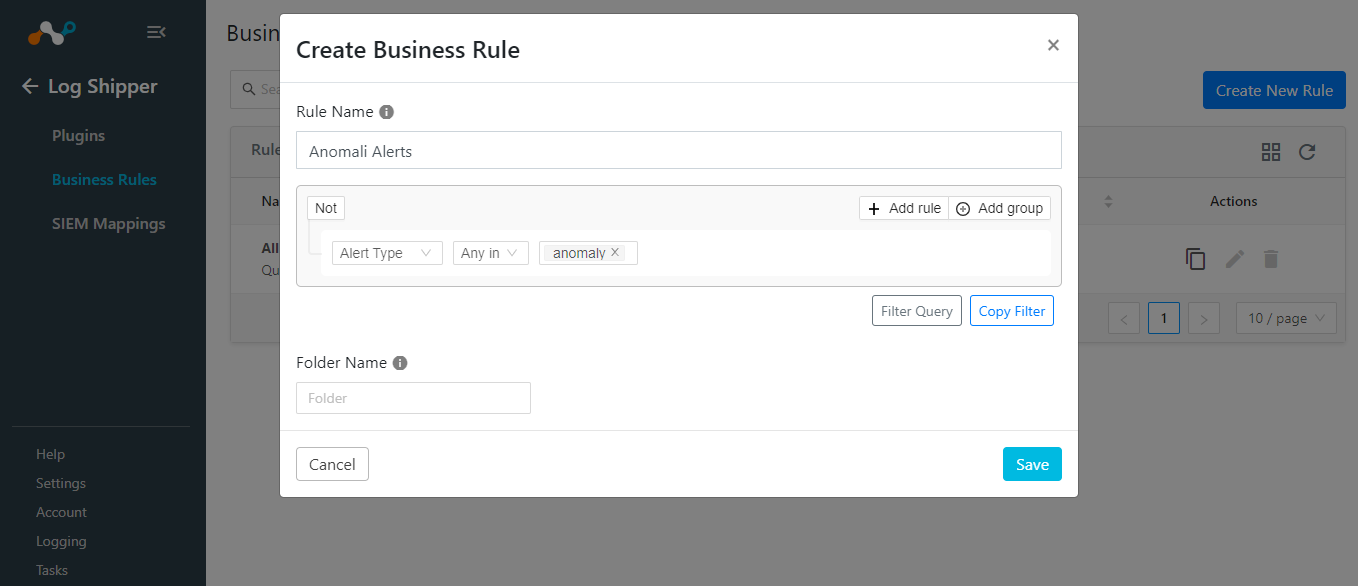 Log Shipper
Plugins
Business Rules
SIEM Mappings
Help
Settings
Account
Logging
Tasks
Busin
Sea
Create New Rule
Rule
Na
Actions
All
Qu
1
10 / page
Create Business Rule
Rule Name
Anomali Alerts
Not
Add rule
Add group
Alert Type
Any in
anomaly
Filter Query
Copy Filter
Folder Name
Folder
Cancel
Save